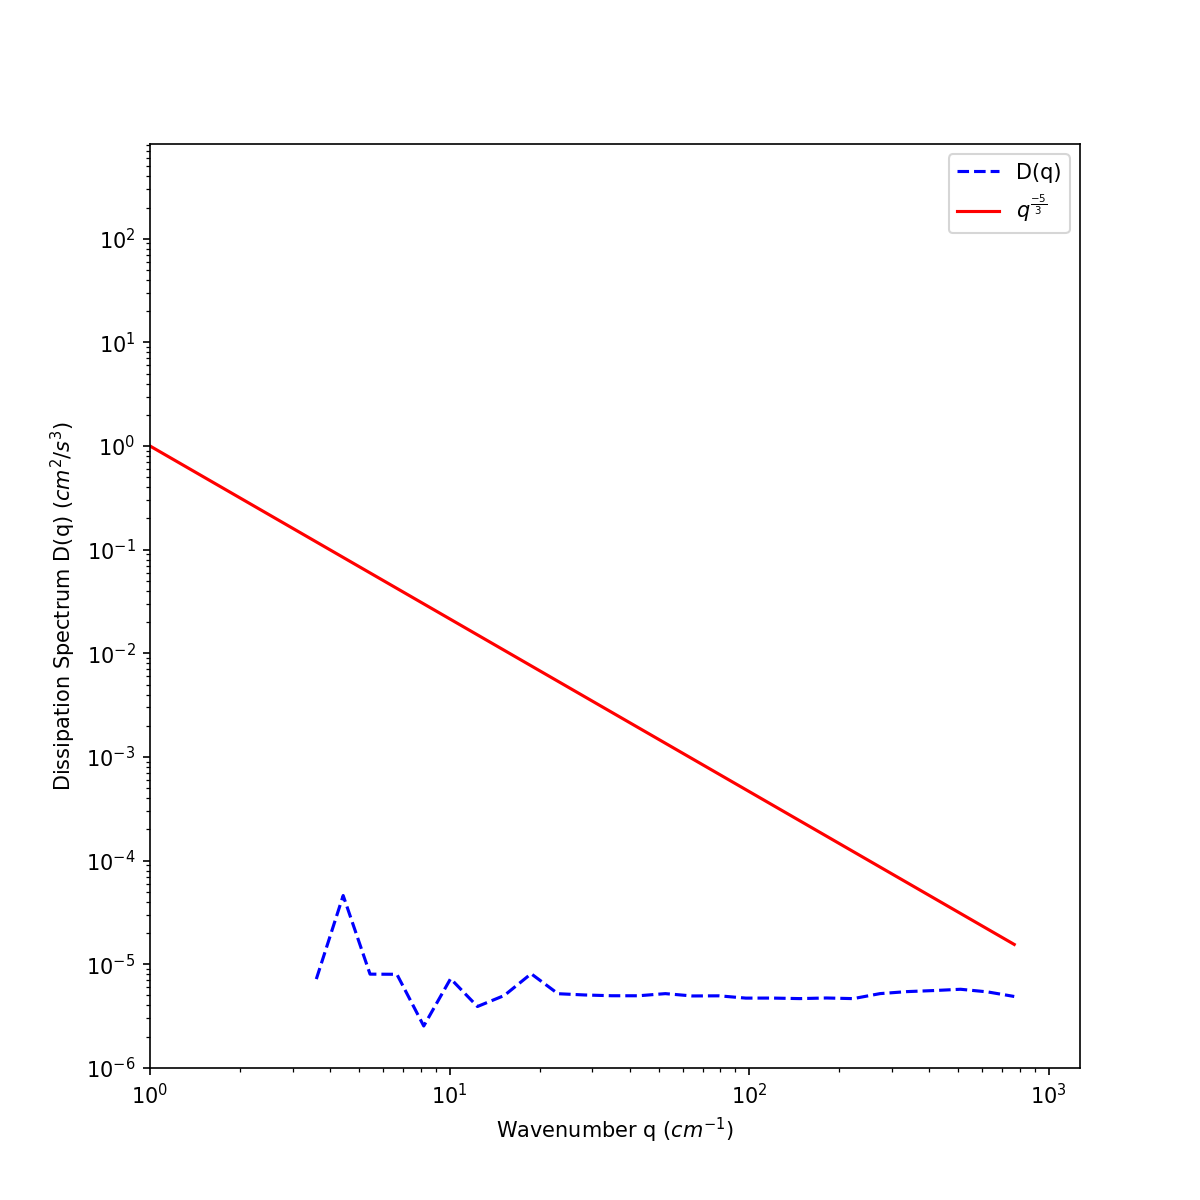 D(q)
q^{\frac{-5}{3}}
10^2
10^1
10^0
10^{-1}
10^{-2}
10^{-3}
10^{-4}
10^{-5}
10^{-6}
Dissipation Spectrum D(q) (cm^2/s^3)
10^0 10^1 10^2 10^3
Wavenumber q (cm^{-1})